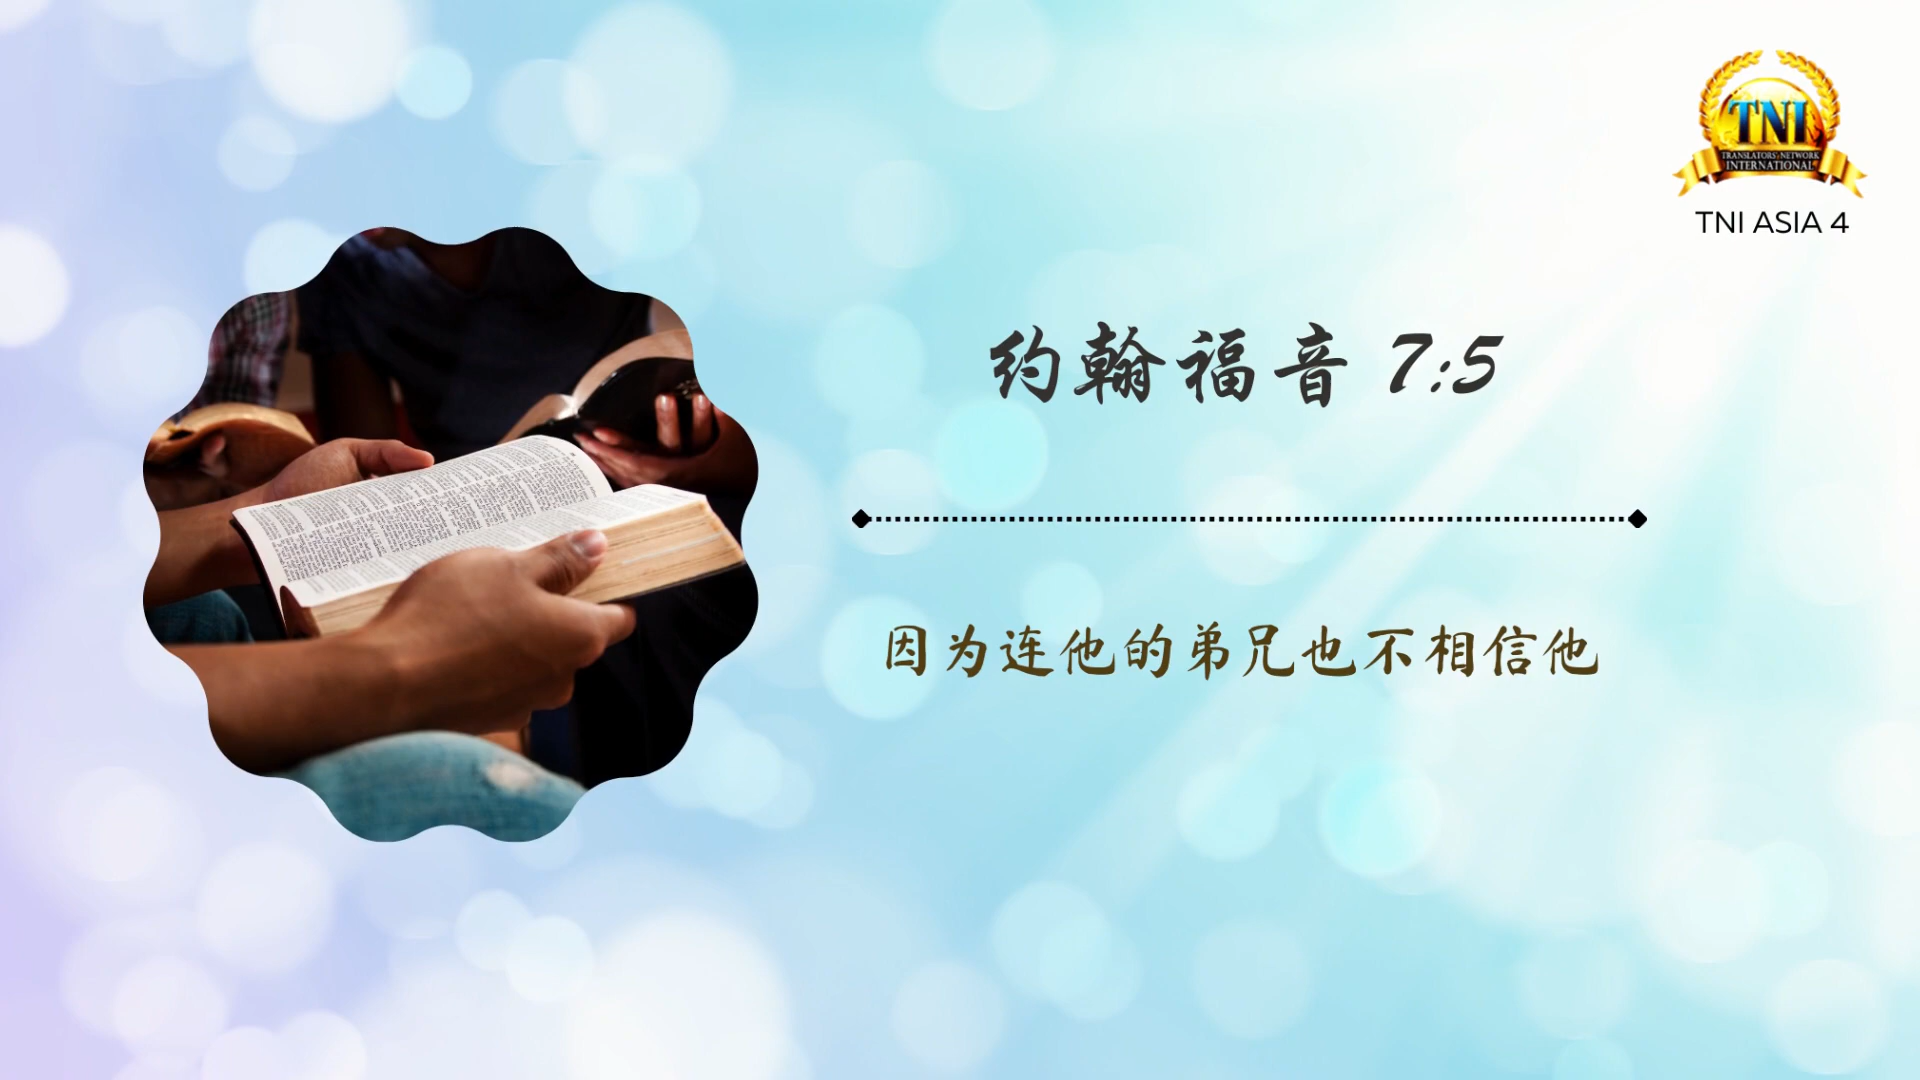 TNI
TRANSLATORS' NETWORK
INTERNATIONAL
TNI ASIA 4
约翰福音 7:5
因为连他的弟兄也不相信他